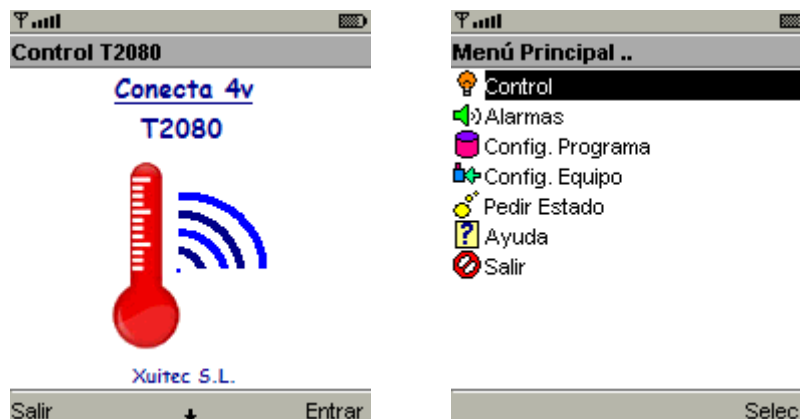 Control T2080
Conecta 4v
T2080
Xuitec S.L.
Salir
Entrar
Menú Principal ..
Control
Alarmas
Config. Programa
Config. Equipo
Pedir Estado
?
Ayuda
Salir
Selec